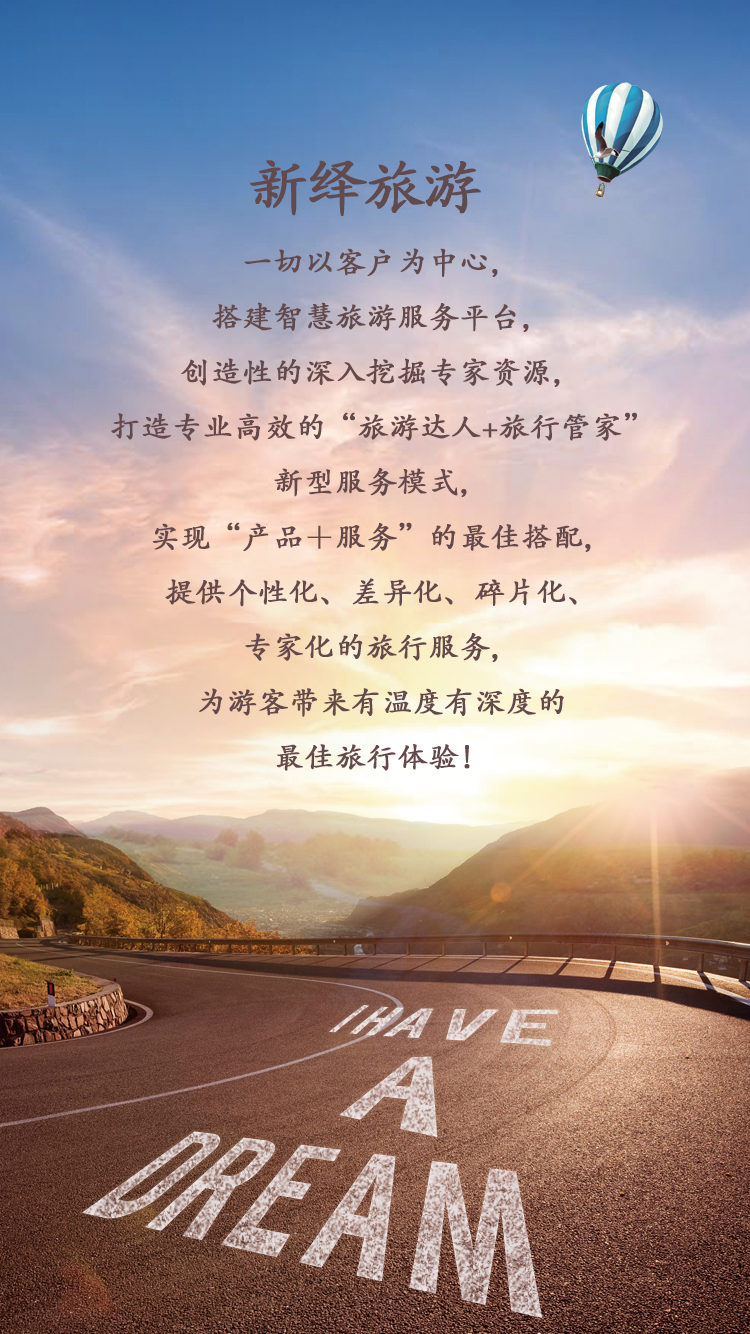 新绎旅游
一切以客户为中心，
搭建智慧旅游服务平台，
创造性的深入挖掘专家资源，
打造专业高效的“旅游达人+旅行管家”
新型服务模式，
实现“产品＋服务”的最佳搭配，
提供个性化、差异化、碎片化、
专家化的旅行服务，
为游客带来有温度有深度的
最佳旅行体验！
I HAVE
A
DREAM